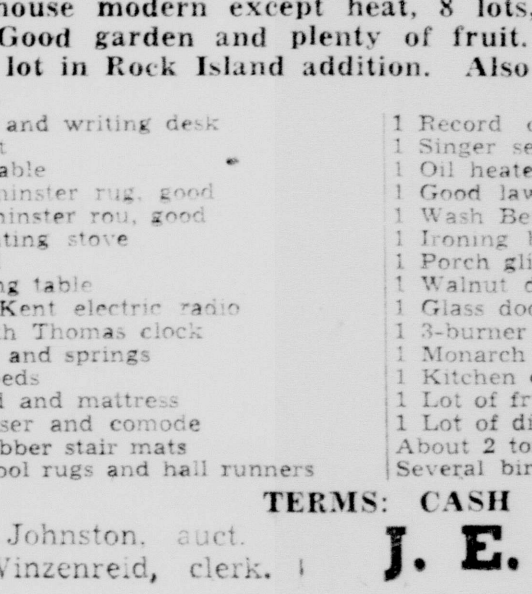 house modern except heat, 8 lots.
Good garden and plenty of fruit.
lot in Rock Island addition. Also
and writing desk
able
minster rug, good
minster rou, good
ting stove
ng table
Kent electric radio
h Thomas clock
and springs
eds
and mattress
ser and comode
bber stair mats
ool rugs and hall runners
1 Record
1 Singer se
1 Oil heate
1 Good law
1 Wash Be
1 Ironing
1 Porch gli
1 Walnut
1 Glass doo
1 3-burner
1 Monarch
1 Kitchen
1 Lot of fr
1 Lot of di
About 2 to
Several bir
TERMS: CASH
Johnston, auct.
Vinzenreid, clerk.
J. E.